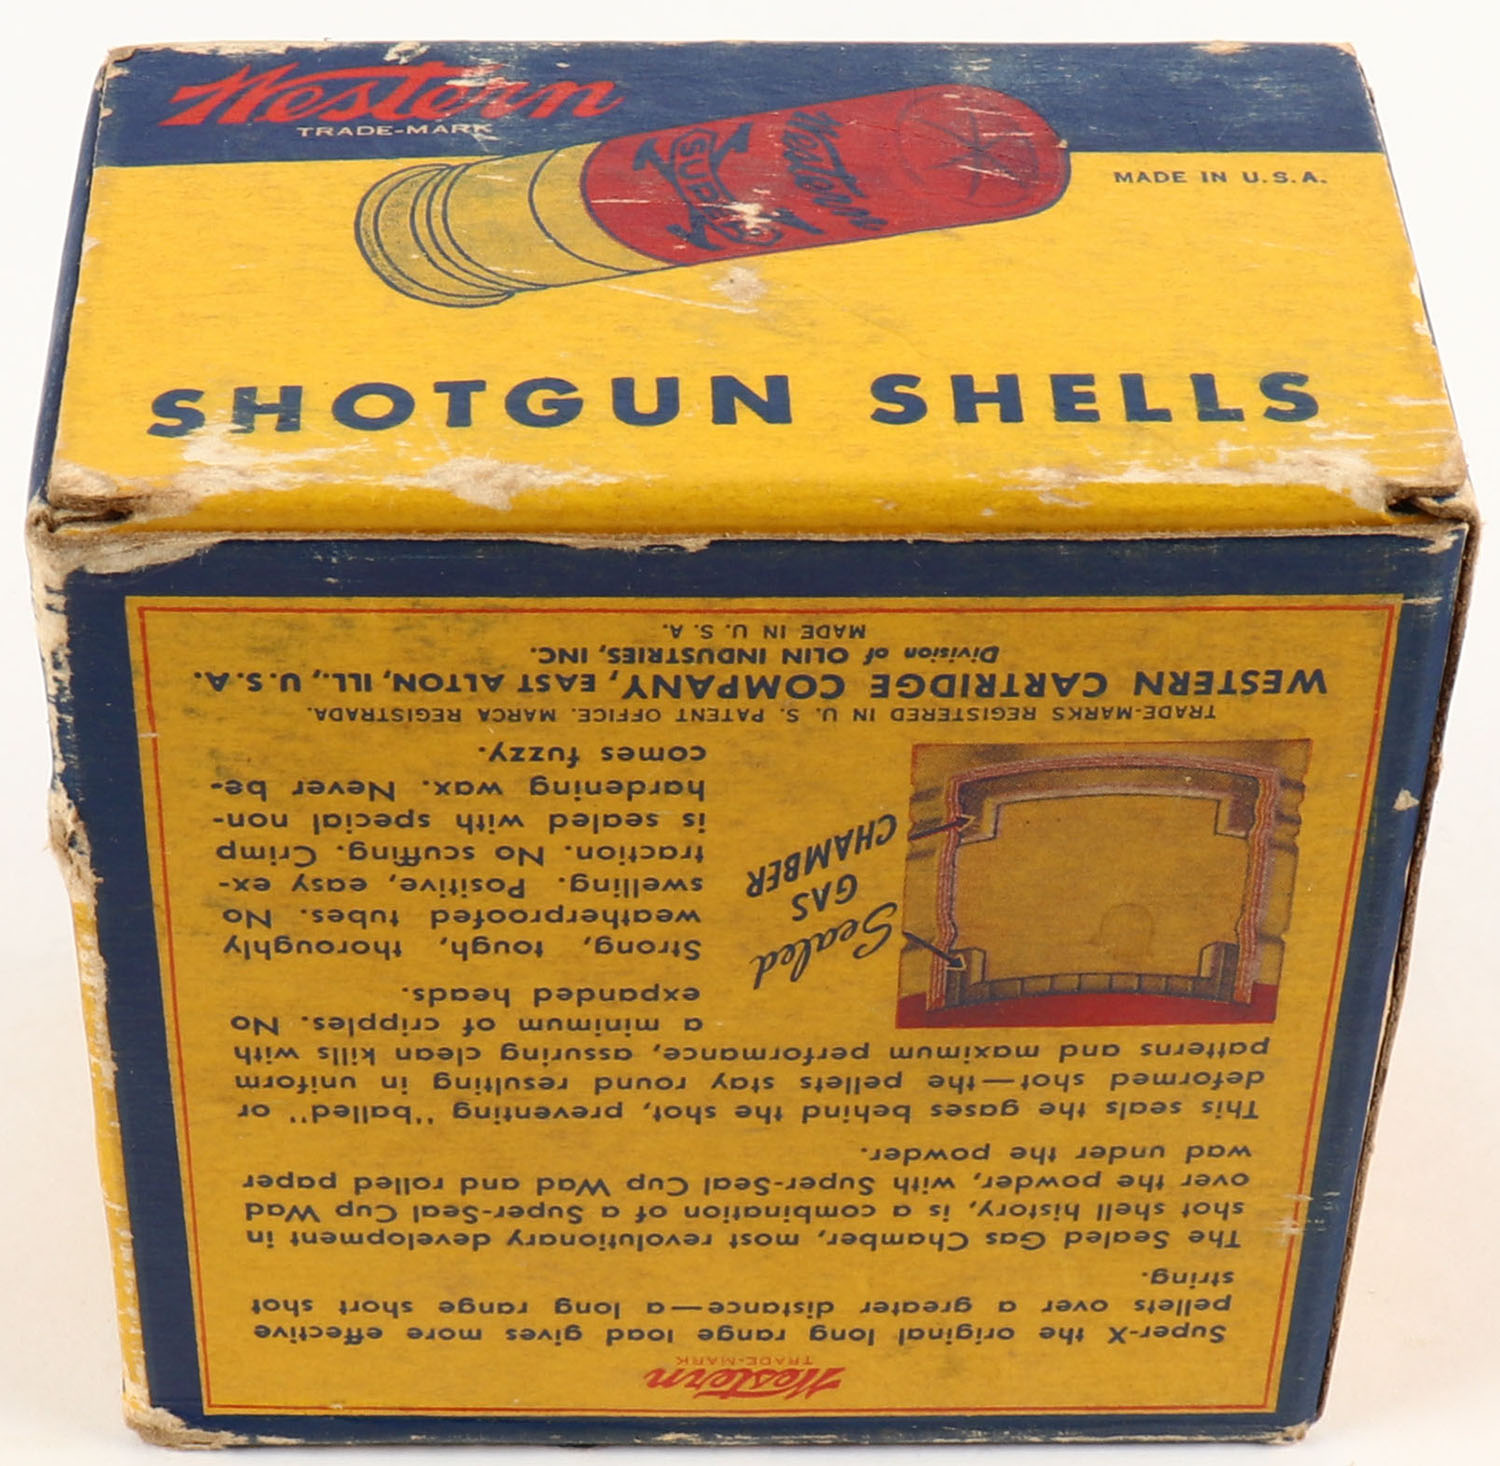 Western
TRADE-MARK
Western
SUPER
X
MADE IN U.S.A.
SHOTGUN SHELLS
Western
TRADE-MARK
Super-X the original long range load gives more effective
pellets over a greater distance—a long range short shot
string.
The Sealed Gas Chamber, most revolutionary development in
shot shell history, is a combination of a Super-Seal Cup Wad
over the powder, with Super-Seal Cup Wad and rolled paper
wad under the powder.
This seals the gases behind the shot, preventing "balled" or
deformed shot—the pellets stay round resulting in uniform
patterns and maximum performance, assuring clean kills with
a minimum of cripples. No
expanded heads.
Strong, tough, thoroughly
weatherproofed tubes. No
swelling. Positive, easy ex-
traction. No scuffing. Crimp
is sealed with special non-
hardening wax. Never be-
comes fuzzy.
Sealed
GAS
CHAMBER
TRADE-MARKS REGISTERED IN U. S. PATENT OFFICE. MARCA REGISTRADA.
WESTERN CARTRIDGE COMPANY, EAST ALTON, ILL., U.S.A.
Division of OLIN INDUSTRIES, INC.
MADE IN U. S. A.